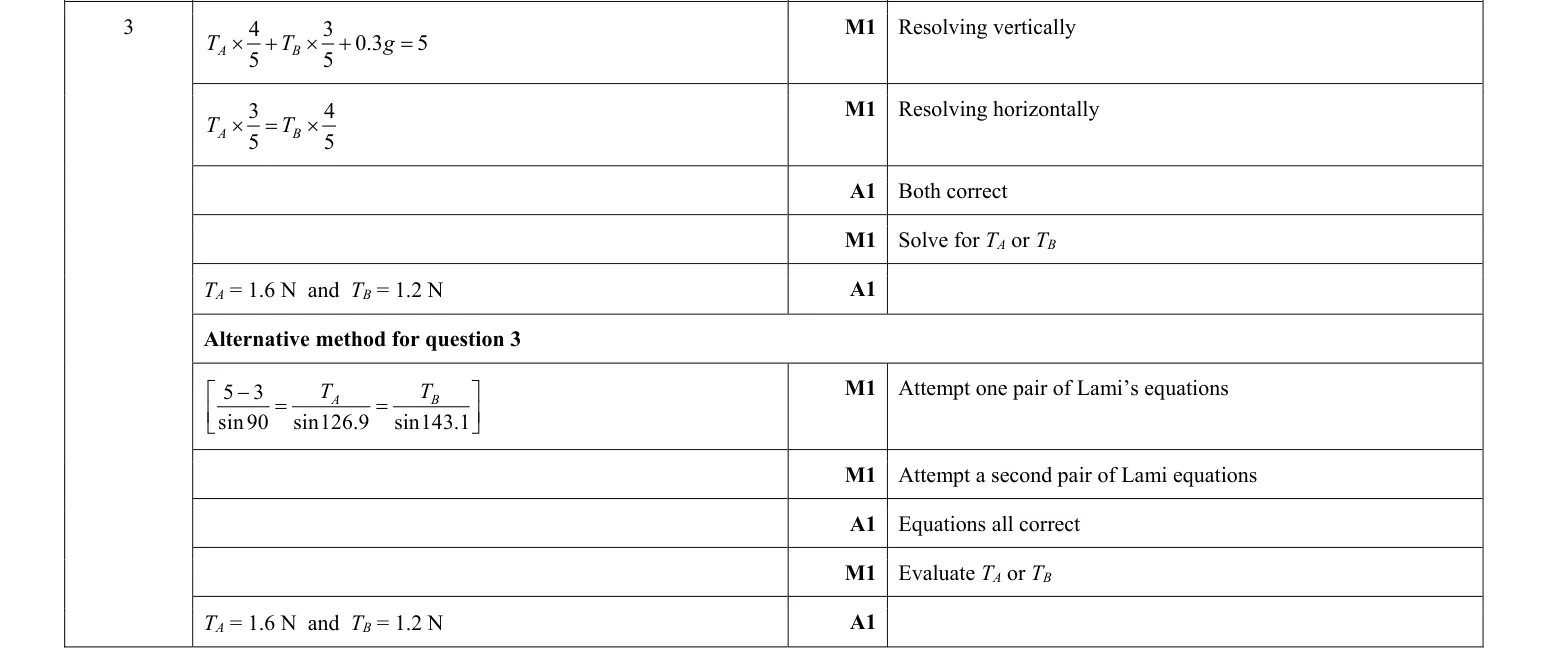 3
T_A × 4/5 + T_B × 3/5 + 0.3g = 5 M1 Resolving vertically
T_A × 3/5 = T_B × 4/5 M1 Resolving horizontally
A1 Both correct
M1 Solve for T_A or T_B
T_A = 1.6 N and T_B = 1.2 N A1
Alternative method for question 3
[(5 − 3)/sin 90 = T_A/sin126.9 = T_B/sin143.1] M1 Attempt one pair of Lami’s equations
M1 Attempt a second pair of Lami equations
A1 Equations all correct
M1 Evaluate T_A or T_B
T_A = 1.6 N and T_B = 1.2 N A1